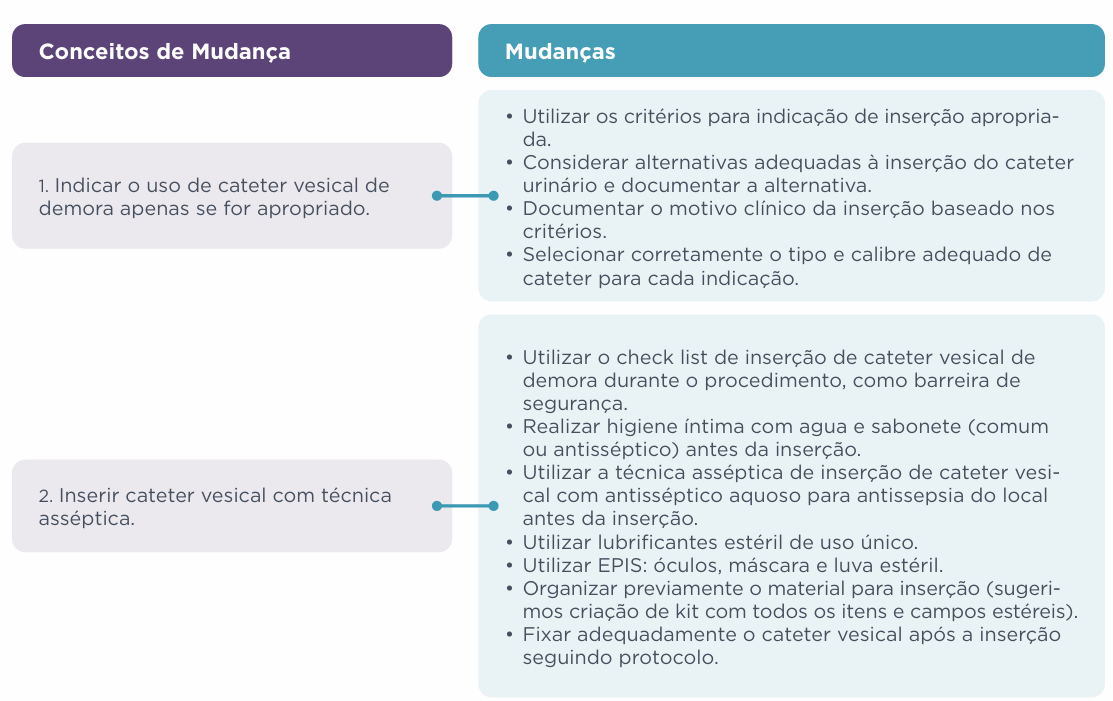 Conceitos de Mudança
Mudanças
1. Indicar o uso de cateter vesical de
demora apenas se for apropriado.
• Utilizar os critérios para indicação de inserção apropria-
da.
• Considerar alternativas adequadas à inserção do cateter
urinário e documentar a alternativa.
• Documentar o motivo clínico da inserção baseado nos
critérios.
• Selecionar corretamente o tipo e calibre adequado de
cateter para cada indicação.
2. Inserir cateter vesical com técnica
asséptica.
• Utilizar o check list de inserção de cateter vesical de
demora durante o procedimento, como barreira de
segurança.
• Realizar higiene íntima com agua e sabonete (comum
ou antisséptico) antes da inserção.
• Utilizar a técnica asséptica de inserção de cateter vesi-
cal com antisséptico aquoso para antissepsia do local
antes da inserção.
• Utilizar lubrificantes estéril de uso único.
• Utilizar EPIS: óculos, máscara e luva estéril.
• Organizar previamente o material para inserção (sugeri-
mos criação de kit com todos os itens e campos estéreis).
• Fixar adequadamente o cateter vesical após a inserção
seguindo protocolo.